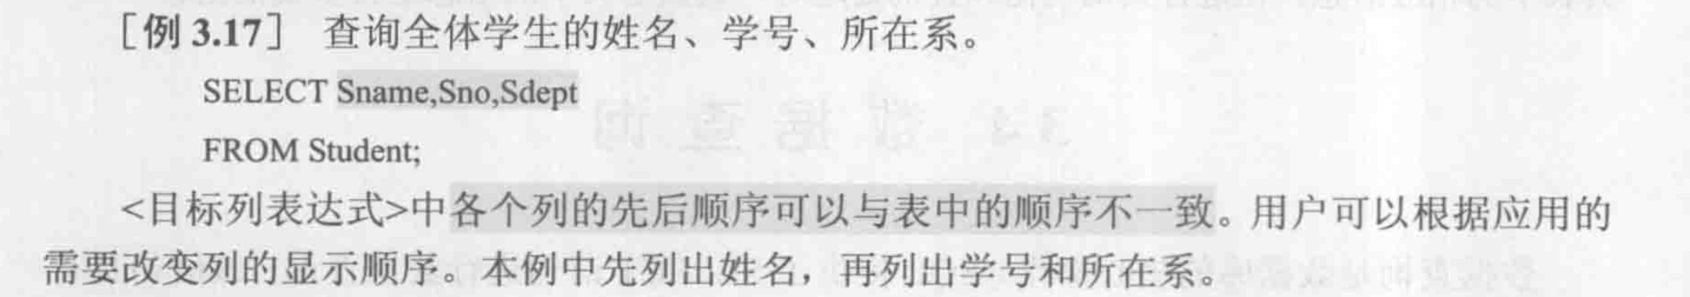 ［例 3.17］ 查询全体学生的姓名、学号、所在系。
SELECT Sname,Sno,Sdept
FROM Student;
<目标列表达式>中各个列的先后顺序可以与表中的顺序不一致。用户可以根据应用的
需要改变列的显示顺序。本例中先列出姓名，再列出学号和所在系。